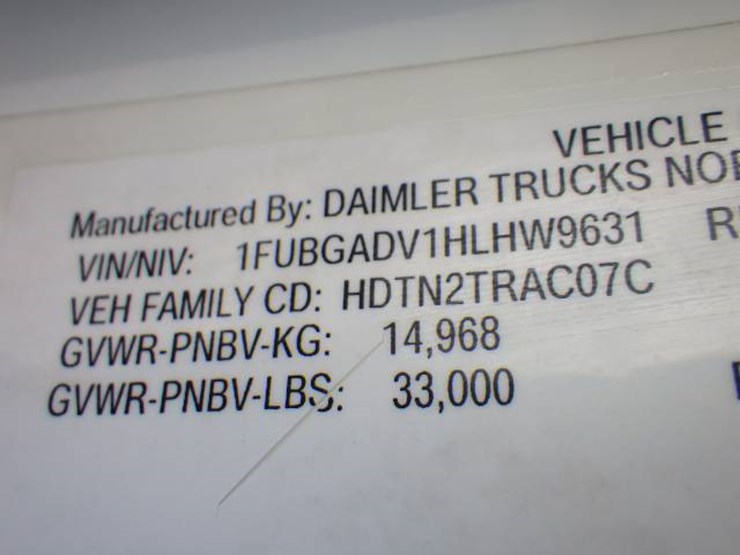 VEHICLE
Manufactured By: DAIMLER TRUCKS
VIN/NIV: 1FUBGADV1HLHW9631
VEH FAMILY CD: HDTN2TRAC07C
GVWR-PNBV-KG: 14,968
GVWR-PNBV-LBS: 33,000